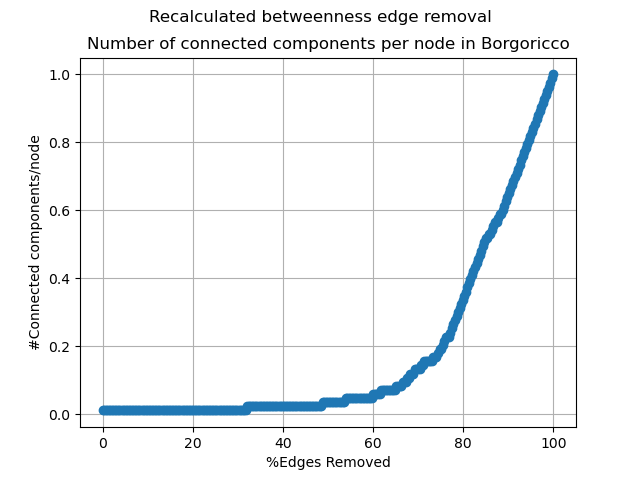 Recalculated betweenness edge removal
Number of connected components per node in Borgoricco
1.0
0.8
0.6
0.4
0.2
0.0
#Connected components/node
0 20 40 60 80 100
%Edges Removed